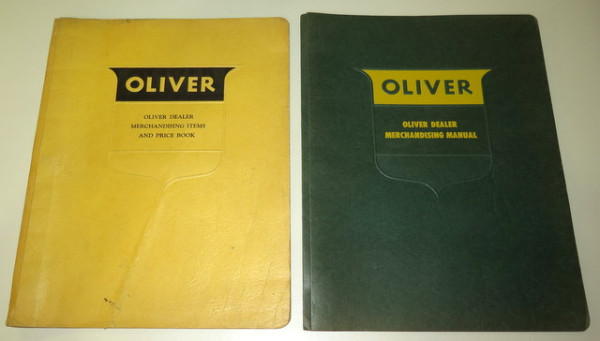 OLIVER
OLIVER DEALER
MERCHANDISING ITEMS
AND PRICE BOOK
OLIVER
OLIVER DEALER
MERCHANDISING MANUAL